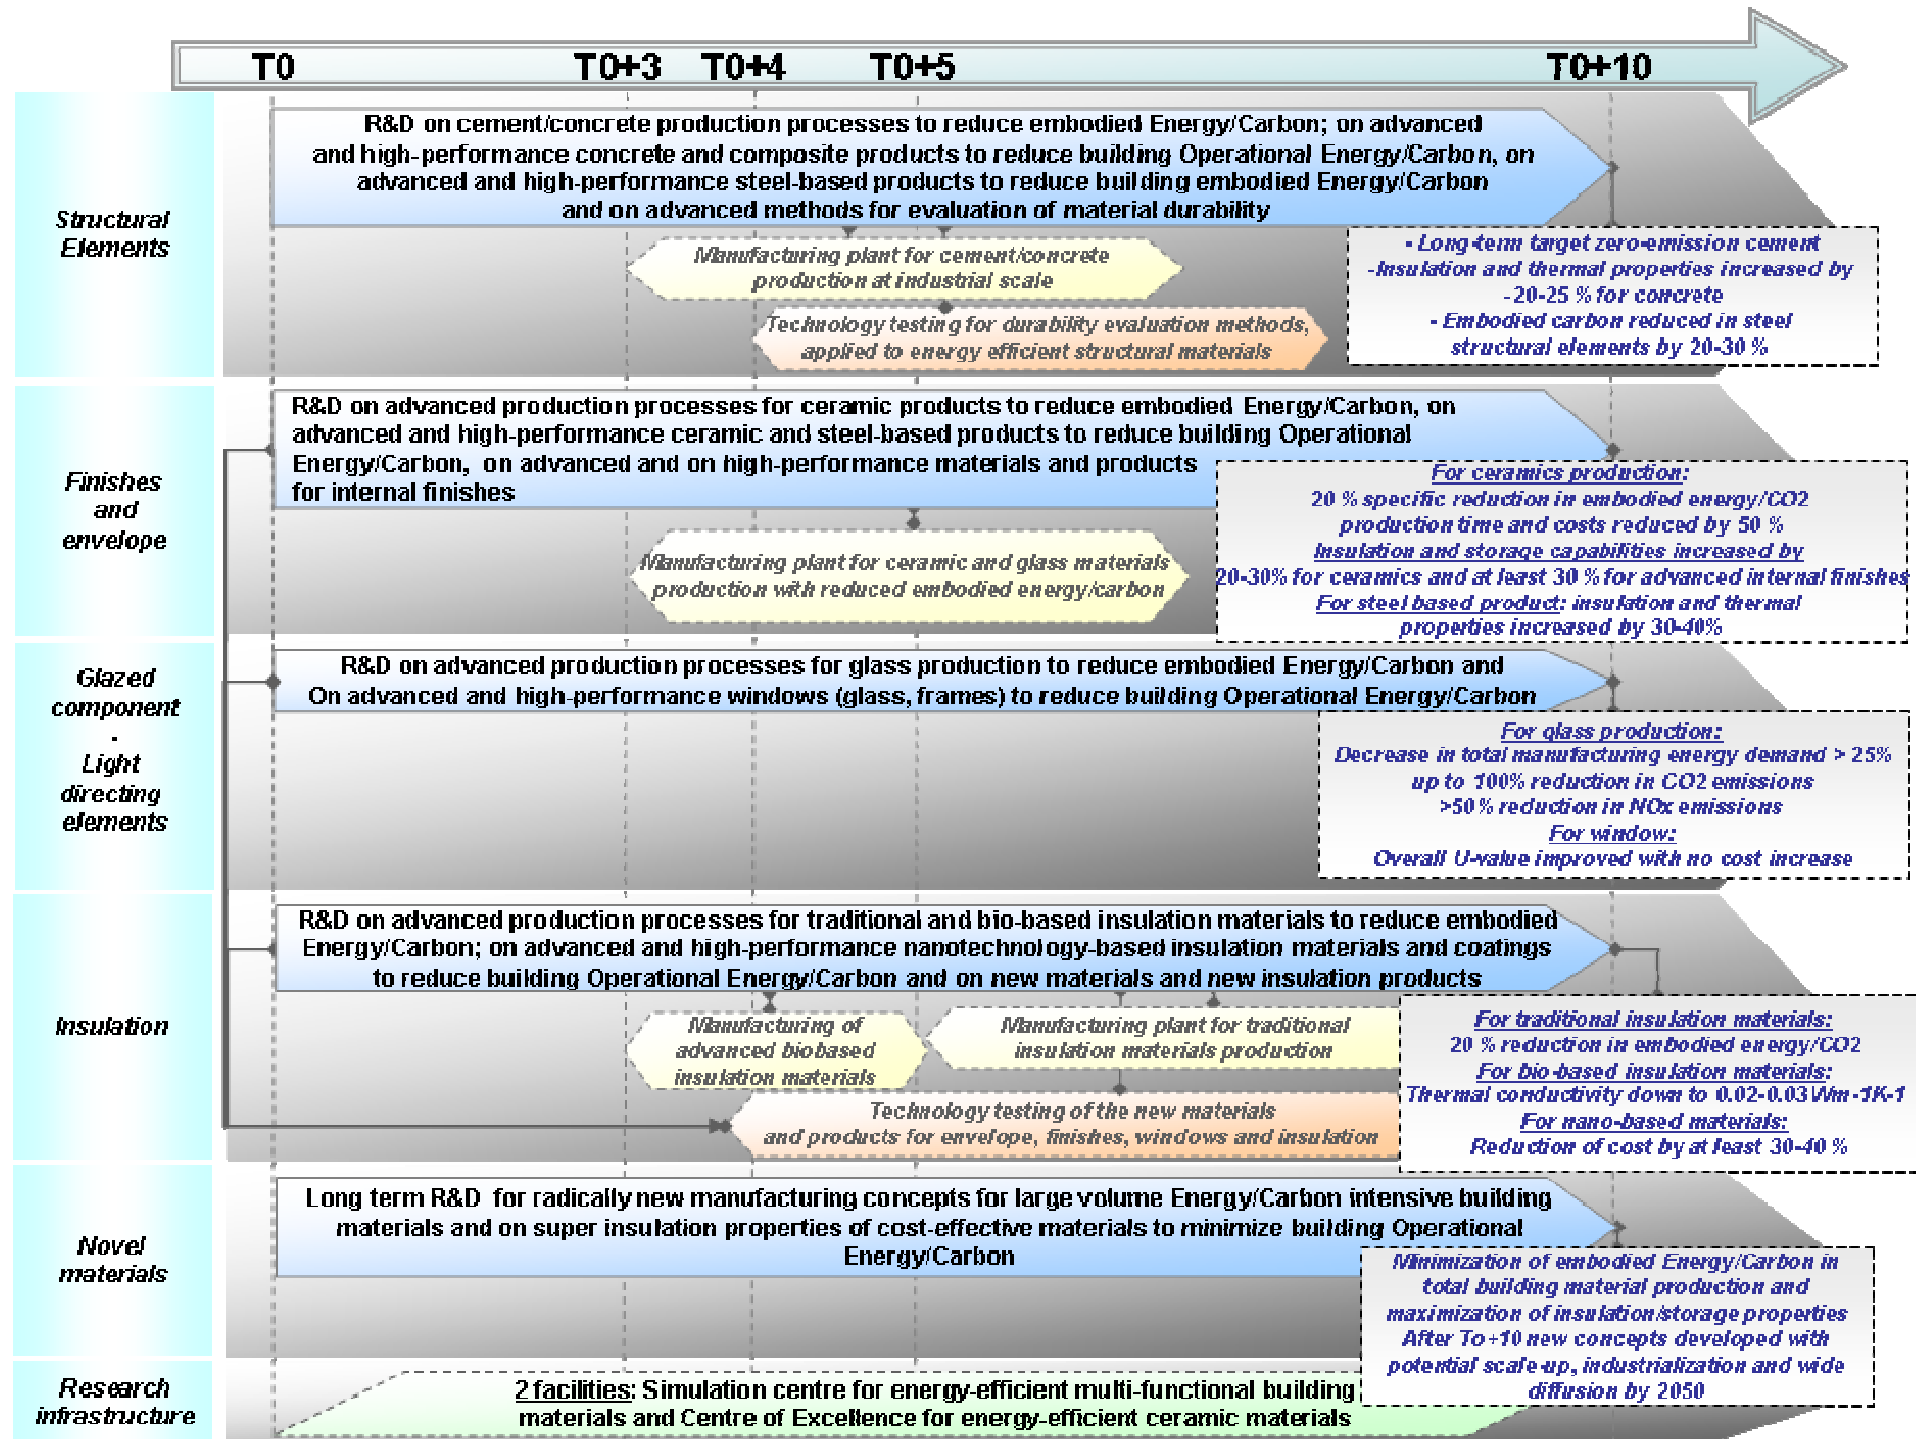 T0 T0+3 T0+4 T0+5 T0+10
Structural
Elements
R&D on cement/concrete production processes to reduce embodied Energy/Carbon; on advanced
and high-performance concrete and composite products to reduce building Operational Energy/Carbon, on
advanced and high-performance steel-based products to reduce building embodied Energy/Carbon
and on advanced methods for evaluation of material durability
Manufacturing plant for cement/concrete
production at industrial scale
Technology testing for durability evaluation methods,
applied to energy efficient structural materials
- Long-term target zero-emission cement
-Insulation and thermal properties increased by
-20-25 % for concrete
- Embodied carbon reduced in steel
structural elements by 20-30 %
Finishes
and
envelope
R&D on advanced production processes for ceramic products to reduce embodied Energy/Carbon, on
advanced and high-performance ceramic and steel-based products to reduce building Operational
Energy/Carbon, on advanced and on high-performance materials and products
for internal finishes
Manufacturing plant for ceramic and glass materials
production with reduced embodied energy/carbon
For ceramics production:
20 % specific reduction in embodied energy/CO2
production time and costs reduced by 50 %
Insulation and storage capabilities increased by
20-30% for ceramics and at least 30 % for advanced internal finishes
For steel based product: insulation and thermal
properties increased by 30-40%
Glazed
component
-
Light
directing
elements
R&D on advanced production processes for glass production to reduce embodied Energy/Carbon and
On advanced and high-performance windows (glass, frames) to reduce building Operational Energy/Carbon
For glass production:
Decrease in total manufacturing energy demand > 25%
up to 100% reduction in CO2 emissions
>50 % reduction in NOx emissions
For window:
Overall U-value improved with no cost increase
Insulation
R&D on advanced production processes for traditional and bio-based insulation materials to reduce embodied
Energy/Carbon; on advanced and high-performance nanotechnology-based insulation materials and coatings
to reduce building Operational Energy/Carbon and on new materials and new insulation products
Manufacturing of
advanced biobased
insulation materials
Manufacturing plant for traditional
insulation materials production
Technology testing of the new materials
and products for envelope, finishes, windows and insulation
For traditional insulation materials:
20 % reduction in embodied energy/CO2
For bio-based insulation materials:
Thermal conductivity down to 0.02-0.03 Wm-1K-1
For nano-based materials:
Reduction of cost by at least 30-40 %
Novel
materials
Long term R&D for radically new manufacturing concepts for large volume Energy/Carbon intensive building
materials and on super insulation properties of cost-effective materials to minimize building Operational
Energy/Carbon
Minimization of embodied Energy/Carbon in
total building material production and
maximization of insulation/storage properties
After To+10 new concepts developed with
potential scale-up, industrialization and wide
diffusion by 2050
Research
infrastructure
2 facilities: Simulation centre for energy-efficient multi-functional building
materials and Centre of Excellence for energy-efficient ceramic materials